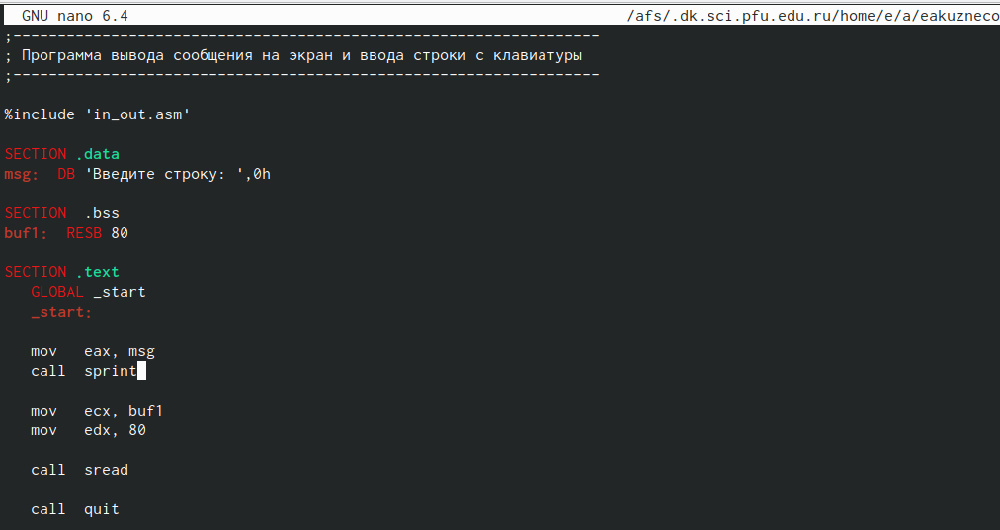 GNU nano 6.4 /afs/.dk.sci.pfu.edu.ru/home/e/a/eakuzneco
;------------------------------------------------------------------
; Программа вывода сообщения на экран и ввода строки с клавиатуры
;------------------------------------------------------------------
%include 'in_out.asm'
SECTION .data
msg:  DB 'Введите строку: ',0h
SECTION  .bss
buf1:  RESB 80
SECTION .text
   GLOBAL _start
   _start:
   mov   eax, msg
   call  sprint
   mov   ecx, buf1
   mov   edx, 80
   call  sread
   call  quit